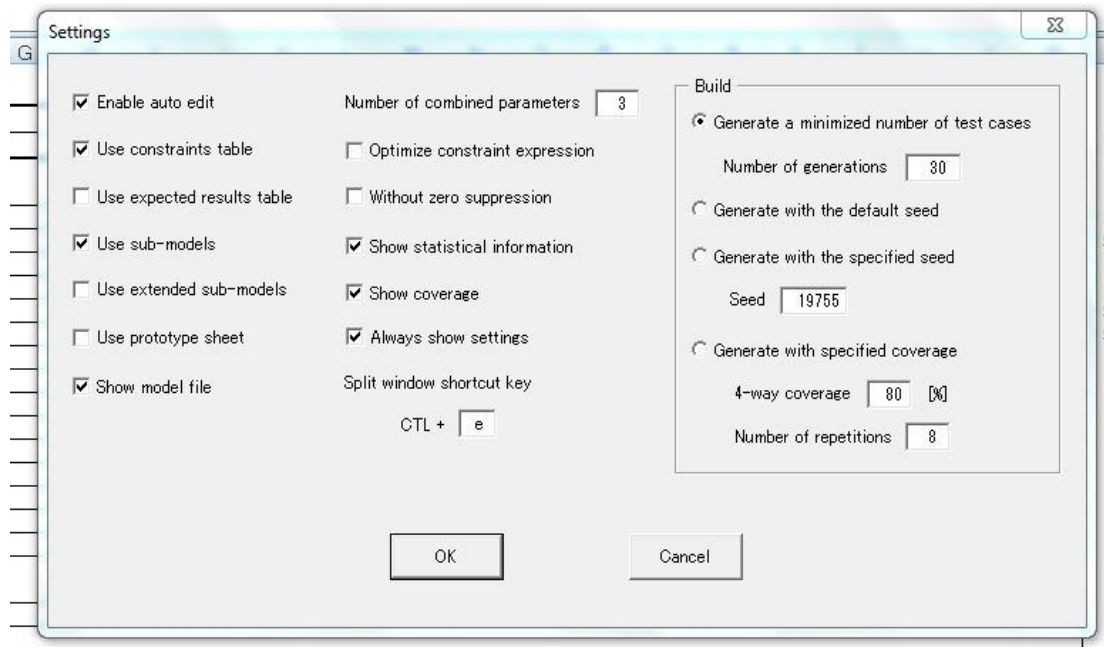 Settings
G
Enable auto edit
Use constraints table
Use expected results table
Use sub-models
Use extended sub-models
Use prototype sheet
Show model file
Number of combined parameters 3
Optimize constraint expression
Without zero suppression
Show statistical information
Show coverage
Always show settings
Split window shortcut key
CTL + e
Build
Generate a minimized number of test cases
Number of generations 30
Generate with the default seed
Generate with the specified seed
Seed 19755
Generate with specified coverage
4-way coverage 80 [%]
Number of repetitions 8
OK
Cancel